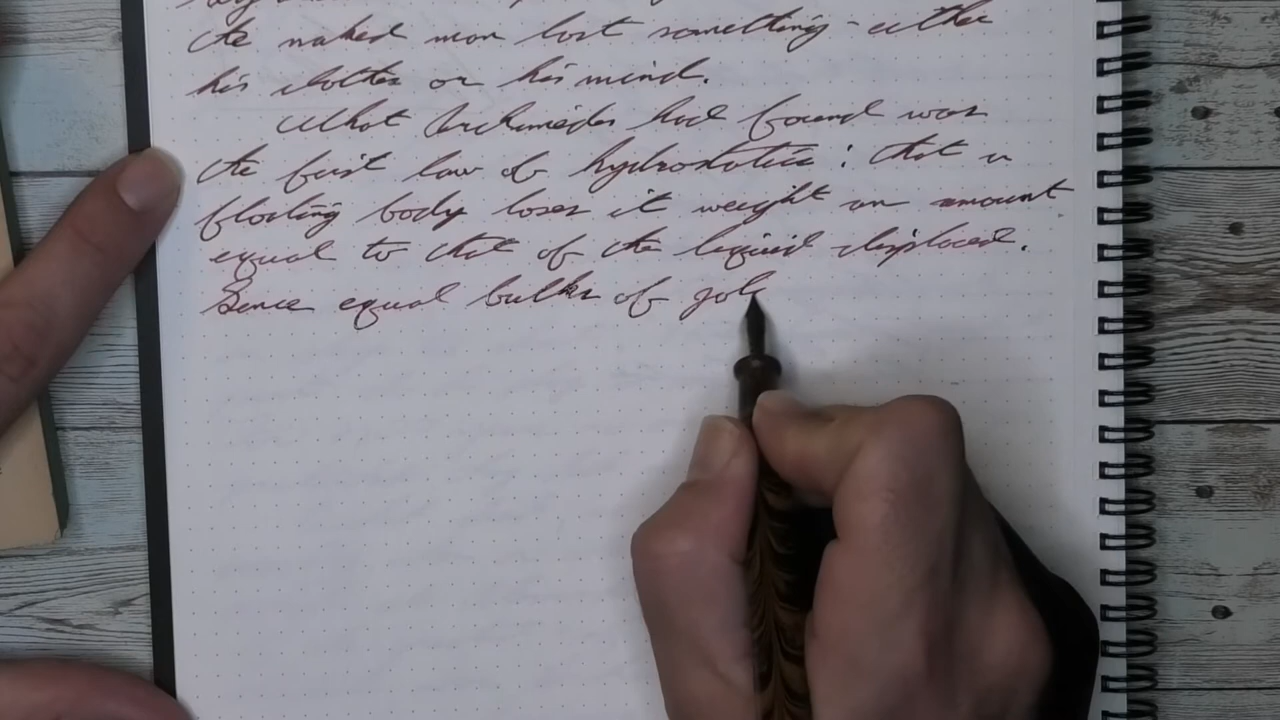 the naked man lost something - either
his clothes or his mind.
What Archimedes had found was
the first law of hydrostatics: that a
floating body loses it weight an amount
equal to that of the liquid displaced.
Since equal bulks of gol